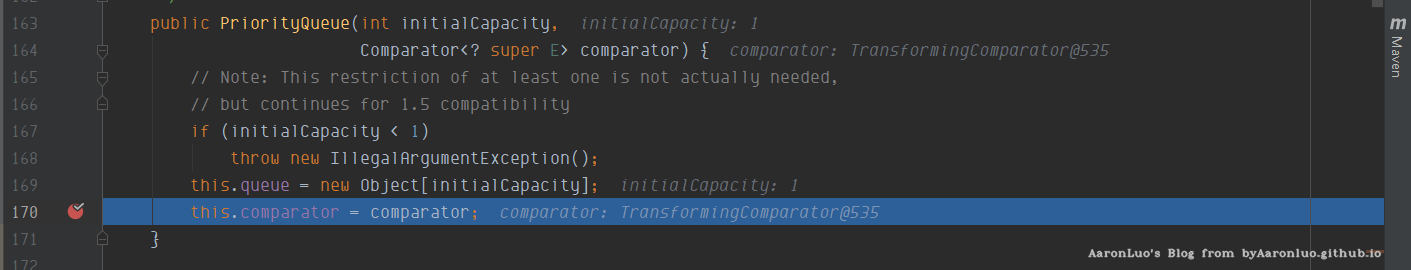 163 public PriorityQueue(int initialCapacity, initialCapacity: 1
164 Comparator<? super E> comparator) { comparator: TransformingComparator@535
165 // Note: This restriction of at least one is not actually needed,
166 // but continues for 1.5 compatibility
167 if (initialCapacity < 1)
168 throw new IllegalArgumentException();
169 this.queue = new Object[initialCapacity]; initialCapacity: 1
170 this.comparator = comparator; comparator: TransformingComparator@535
171 }
172
m Maven
AaronLuo's Blog from byAaronluo.github.io